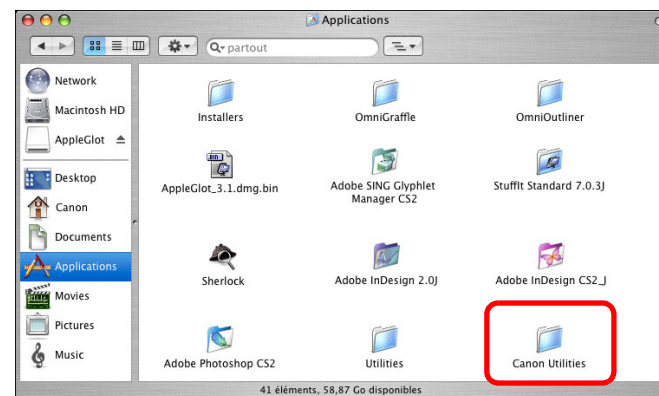 Applications
partout
Network
Macintosh HD
AppleGlot
Desktop
Canon
Documents
Applications
Movies
Pictures
Music
Installers
OmniGraffle
OmniOutliner
AppleGlot_3.1.dmg.bin
Adobe SING Glyphlet
Manager CS2
StuffIt Standard 7.0.3J
Sherlock
Adobe InDesign 2.0J
Adobe InDesign CS2_J
Adobe Photoshop CS2
Utilities
Canon Utilities
41 éléments, 58,87 Go disponibles